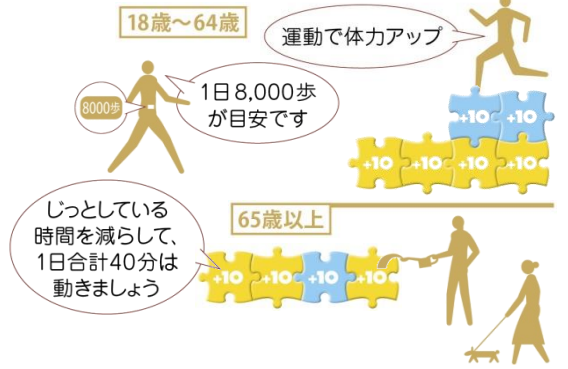 18歳～64歳
運動で体力アップ
8000歩
1日8,000歩
が目安です
+10 +10
+10 +10 +10 +10
65歳以上
じっとしている
時間を減らして、
1日合計40分は
動きましょう
+10 +10 +10 +10